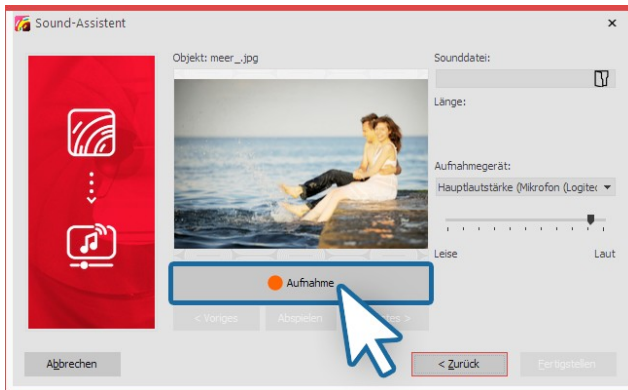 Sound-Assistent
Objekt: meer_.jpg
Sounddatei:
Länge:
Aufnahmegerät:
Hauptlautstärke (Mikrofon (Logitec
Leise Laut
Aufnahme
< Voriges Abspielen
Abbrechen
< Zurück
Fertigstellen